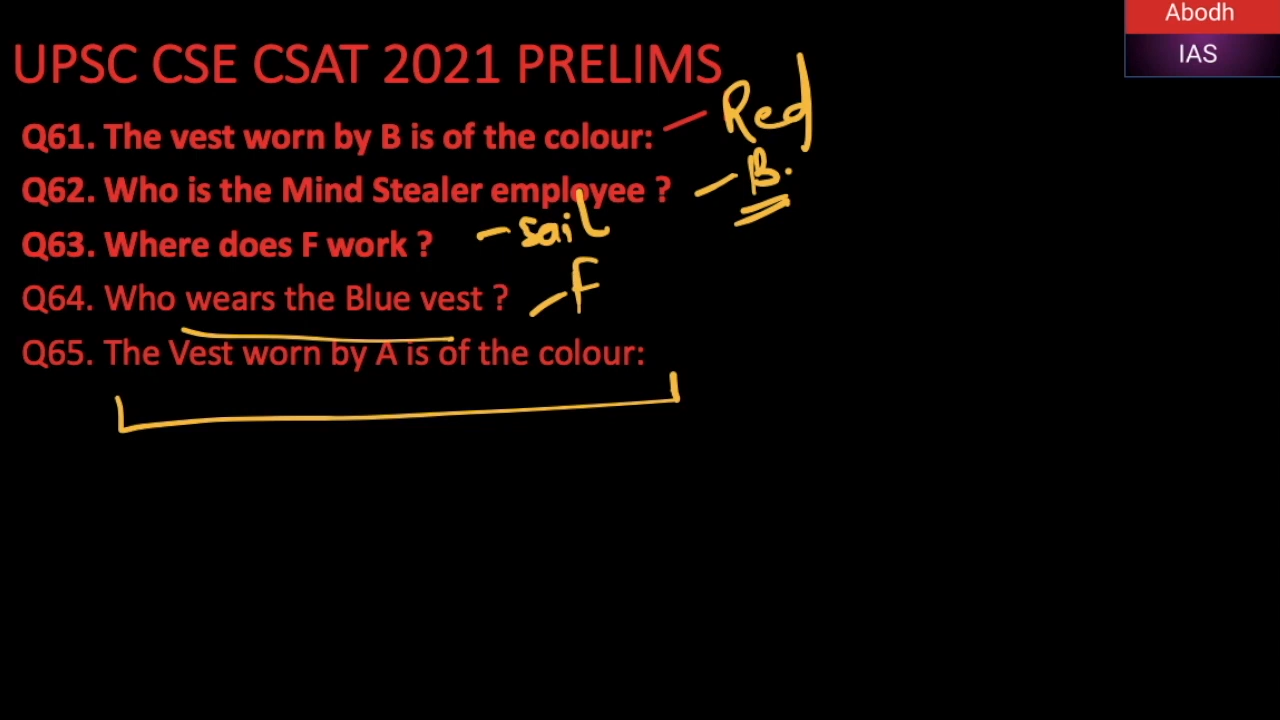 Abodh
IAS
UPSC CSE CSAT 2021 PRELIMS
Q61. The vest worn by B is of the colour: – Red
Q62. Who is the Mind Stealer employee ? – B.
Q63. Where does F work ? – sail
Q64. Who wears the Blue vest ? – F
Q65. The Vest worn by A is of the colour: